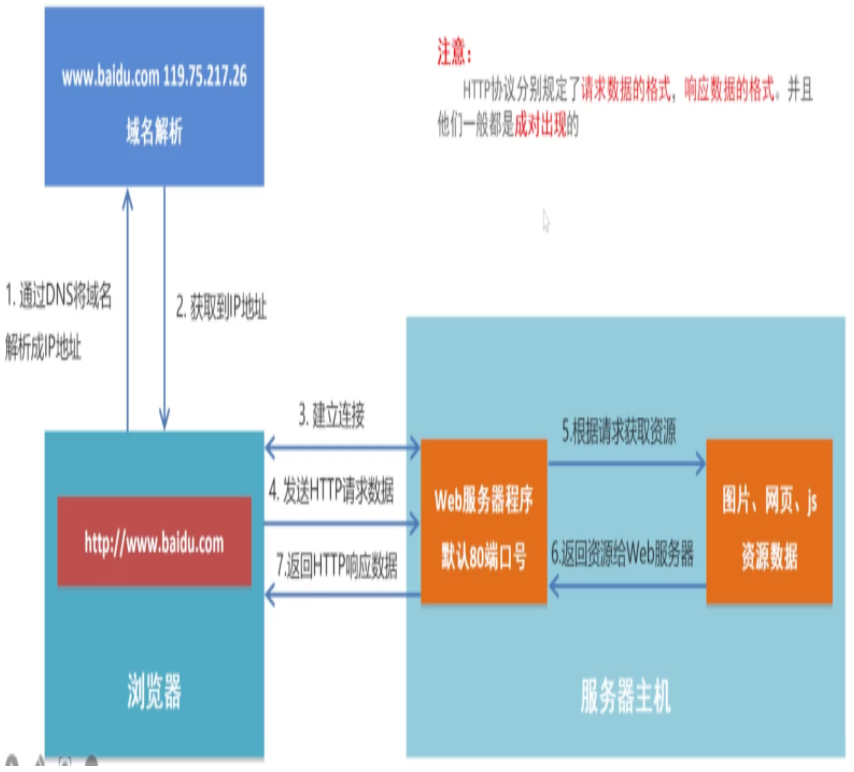 www.baidu.com 119.75.217.26
域名解析
注意：
HTTP协议分别规定了请求数据的格式，响应数据的格式。并且
他们一般都是成对出现的
1. 通过DNS将域名
解析成IP地址
2. 获取到IP地址
3. 建立连接
4. 发送HTTP请求数据
7.返回HTTP响应数据
http://www.baidu.com
浏览器
Web服务器程序
默认80端口号
5.根据请求获取资源
6.返回资源给Web服务器
图片、网页、js
资源数据
服务器主机